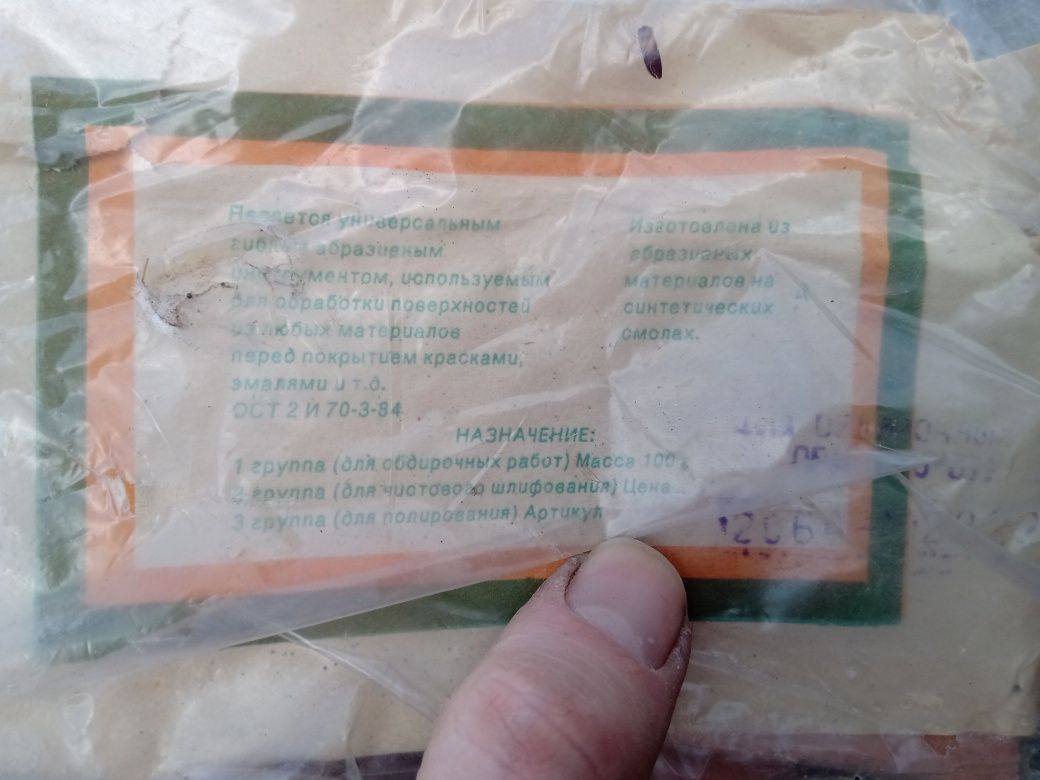 Является универсальным
гибким абразивным
инструментом, используемым
для обработки поверхностей
из любых материалов
перед покрытием красками,
эмалями и т.д.
ОСТ 2 И 70-3-84
Изготовлена из
абразивных
материалов на
синтетических
смолах.
НАЗНАЧЕНИЕ:
1 группа (для обдирочных работ) Масса 100 г
2 группа (для чистового шлифования) Цена
3 группа (для полирования) Артикул